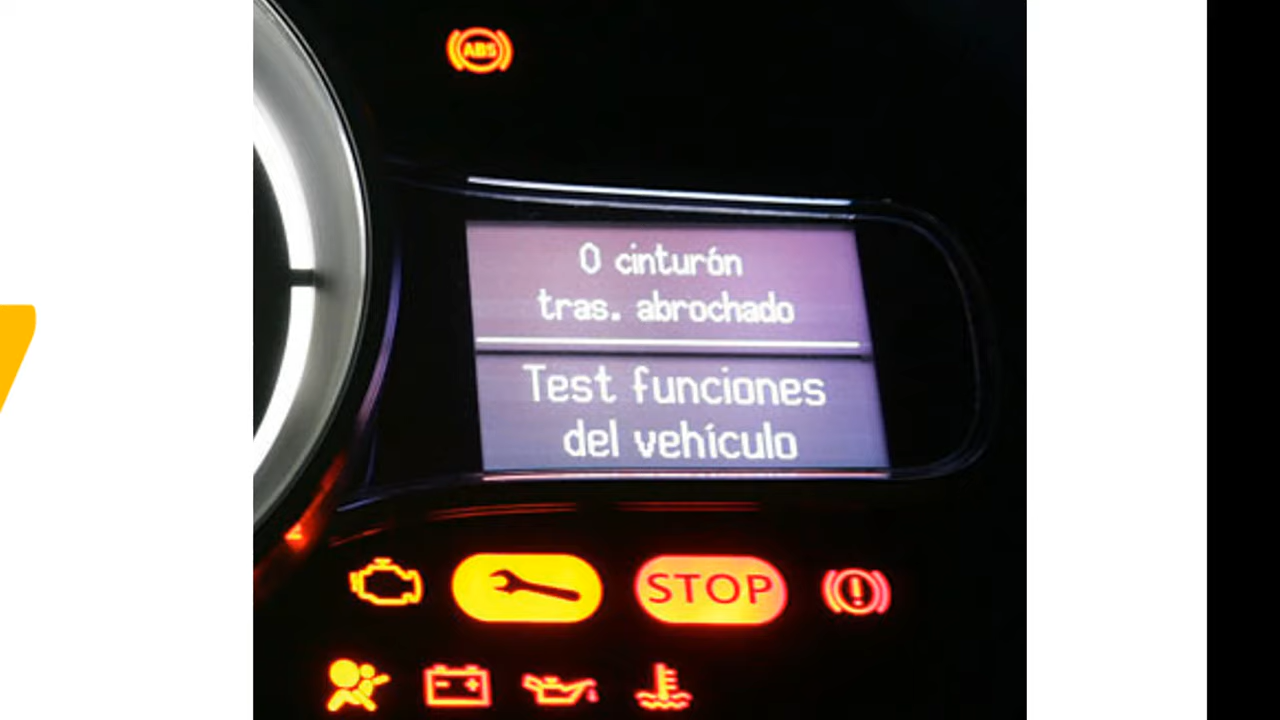 ABS
0 cinturón
tras. abrochado
Test funciones
del vehículo
STOP